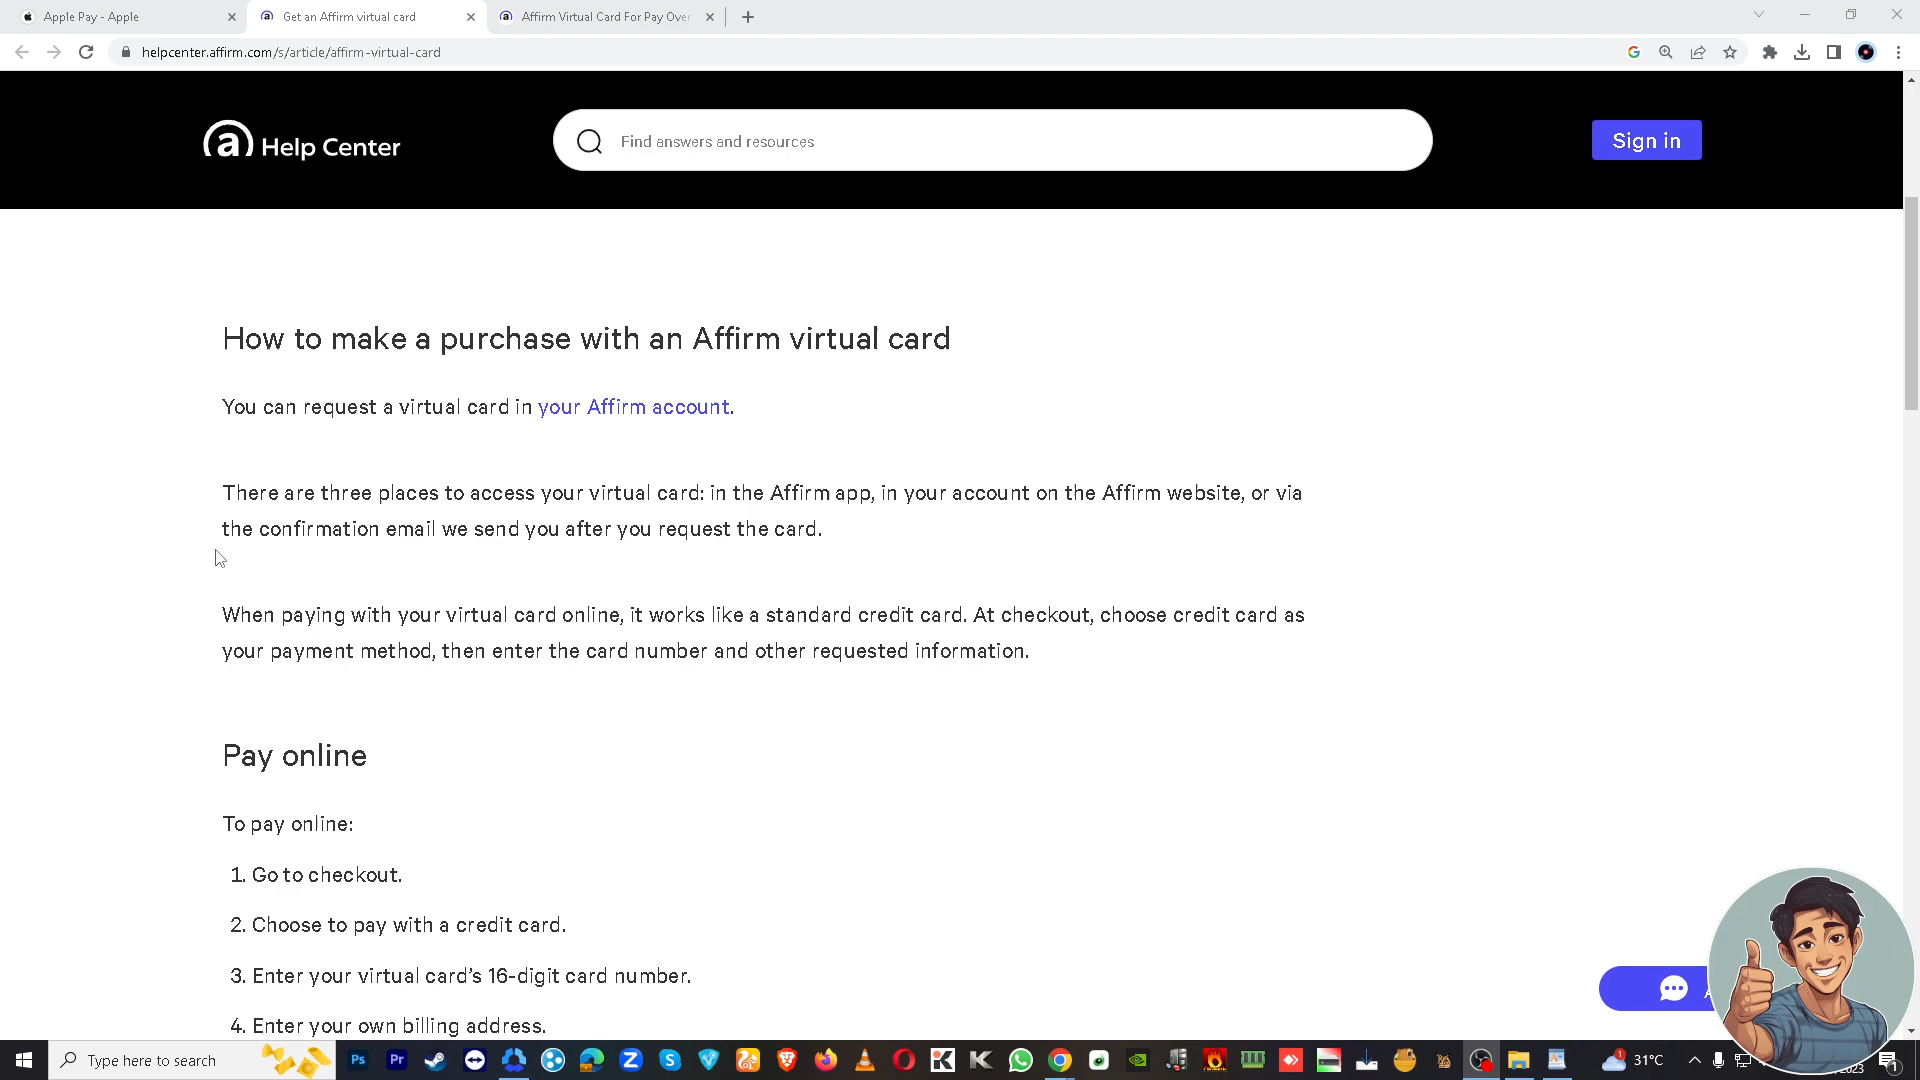 Apple Pay - Apple
Get an Affirm virtual card
Affirm Virtual Card For Pay Over
helpcenter.affirm.com/s/article/affirm-virtual-card
Help Center
Find answers and resources
Sign in
How to make a purchase with an Affirm virtual card
You can request a virtual card in your Affirm account.
There are three places to access your virtual card: in the Affirm app, in your account on the Affirm website, or via
the confirmation email we send you after you request the card.
When paying with your virtual card online, it works like a standard credit card. At checkout, choose credit card as
your payment method, then enter the card number and other requested information.
Pay online
To pay online:
1. Go to checkout.
2. Choose to pay with a credit card.
3. Enter your virtual card’s 16-digit card number.
4. Enter your own billing address.
Type here to search
Ps
Pr
31°C